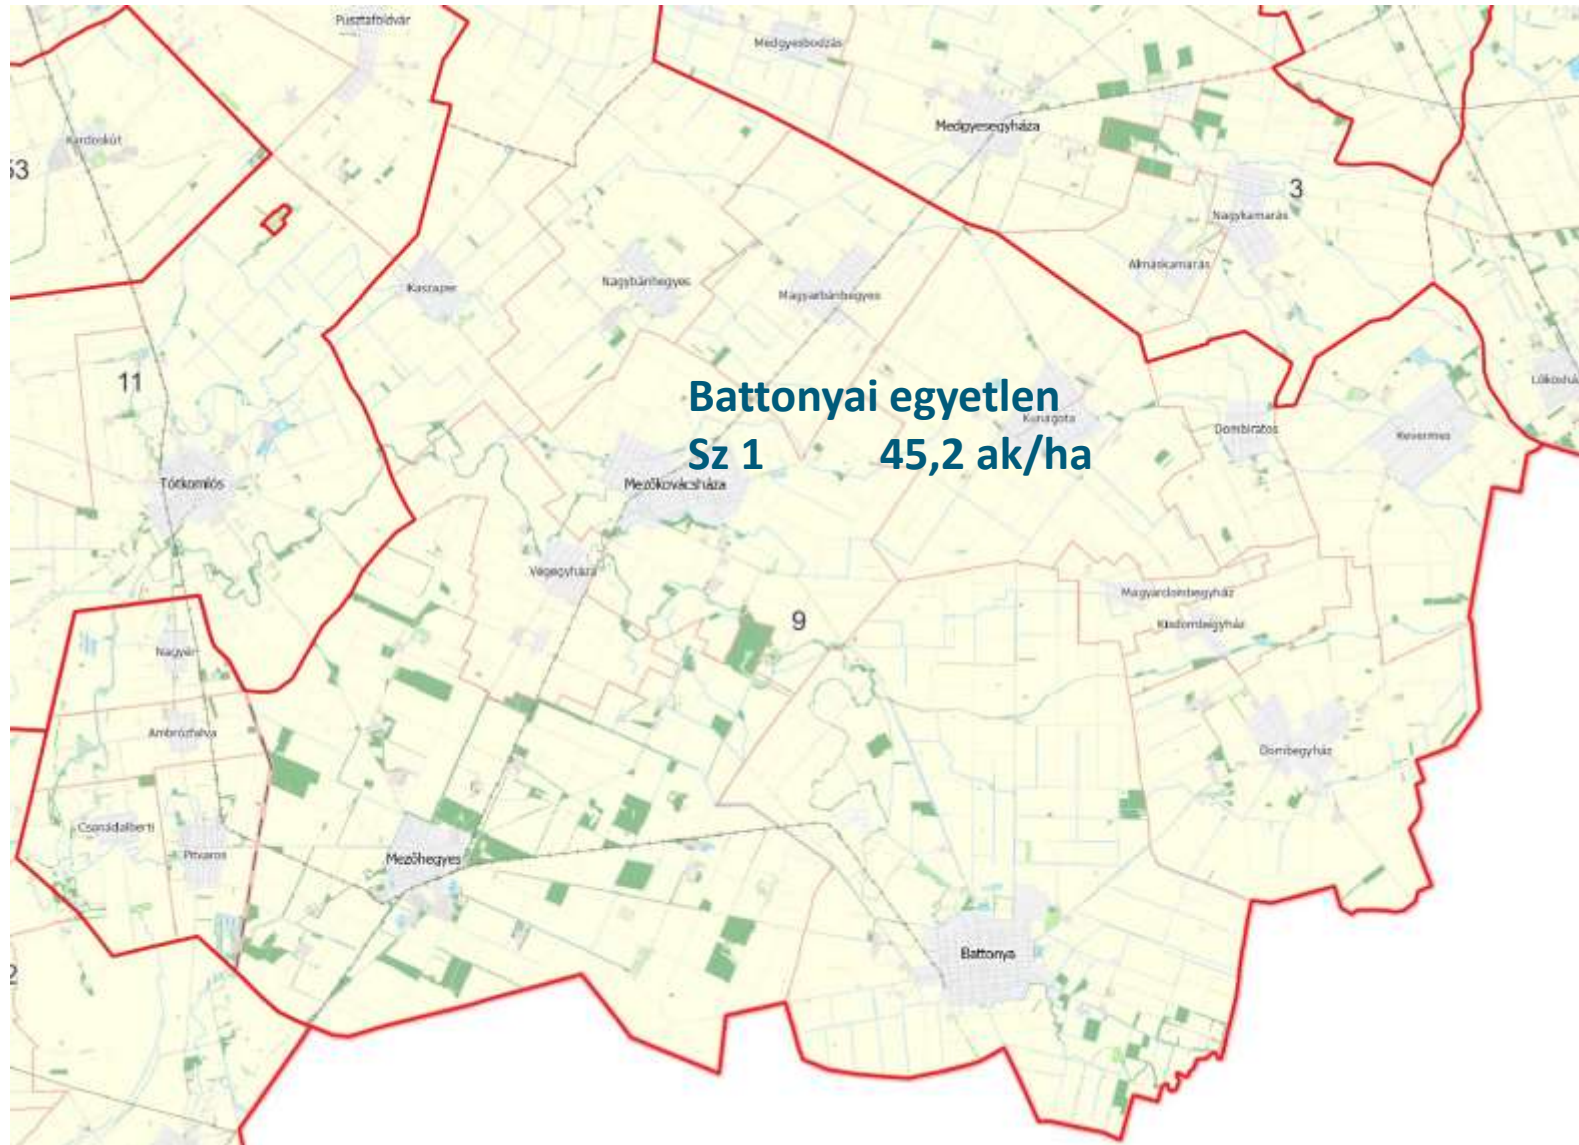 Pusztaföldvár
Medgyesbodzás
Medgyesegyháza
Kardoskút
53
3
Nagykamarás
Almáskamarás
Kaszaper
Nagybánhegyes
Magyarbánhegyes
11
Battonyai egyetlen
Sz 1 45,2 ak/ha
Kunágota
Dombiratos
Kevermes
Tótkomlós
Mezőkovácsháza
Végegyháza
Magyardombegyház
Kisdombegyház
9
Nagyér
Ambrózfalva
Dombegyház
Csanádalberti
Pitvaros
Mezőhegyes
Battonya
2